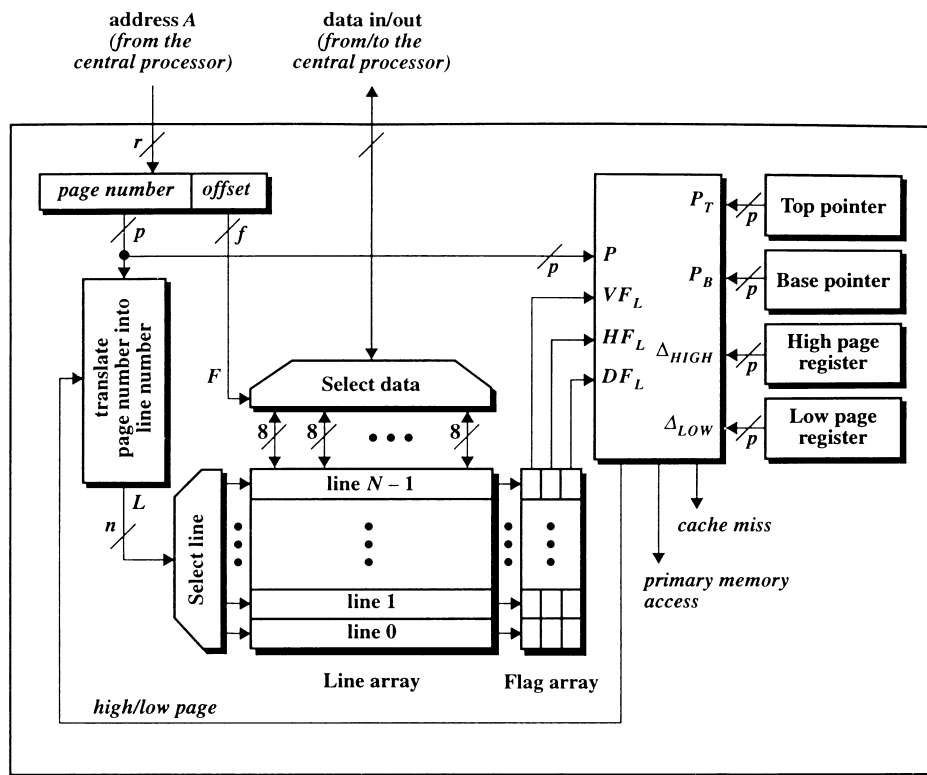 address A
(from the
central processor)
data in/out
(from/to the
central processor)
r
page number
offset
p
f
p
P
VF_L
HF_L
DF_L
P_T
P_B
Δ_HIGH
Δ_LOW
p
Top pointer
p
Base pointer
p
High page
register
p
Low page
register
translate
page number into
line number
F
Select data
8
8
• • •
8
L
n
Select line
line N – 1
line 1
line 0
Line array
Flag array
cache miss
primary memory
access
high/low page